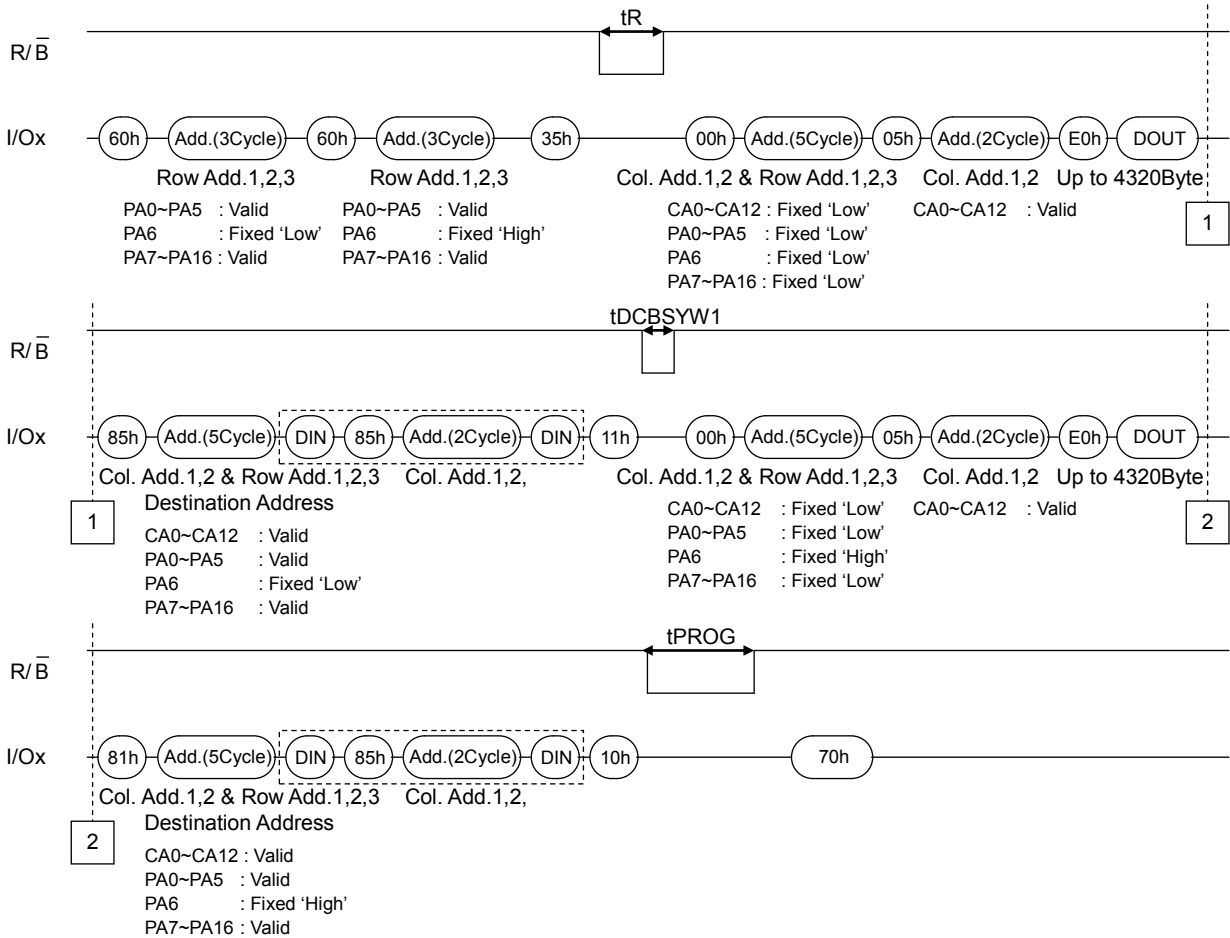 tR
R/B̅
I/Ox 60h Add.(3Cycle) 60h Add.(3Cycle) 35h 00h Add.(5Cycle) 05h Add.(2Cycle) E0h DOUT
Row Add.1,2,3 Row Add.1,2,3 Col. Add.1,2 & Row Add.1,2,3 Col. Add.1,2 Up to 4320Byte
PA0~PA5 : Valid PA0~PA5 : Valid CA0~CA12 : Fixed ‘Low’ CA0~CA12 : Valid
PA6 : Fixed ‘Low’ PA6 : Fixed ‘High’ PA0~PA5 : Fixed ‘Low’
PA7~PA16 : Valid PA7~PA16 : Valid PA6 : Fixed ‘Low’
PA7~PA16 : Fixed ‘Low’
1
tDCBSYW1
R/B̅
I/Ox 85h Add.(5Cycle) DIN 85h Add.(2Cycle) DIN 11h 00h Add.(5Cycle) 05h Add.(2Cycle) E0h DOUT
Col. Add.1,2 & Row Add.1,2,3 Col. Add.1,2, Col. Add.1,2 & Row Add.1,2,3 Col. Add.1,2 Up to 4320Byte
1
Destination Address
CA0~CA12 : Valid
PA0~PA5 : Valid
PA6 : Fixed ‘Low’
PA7~PA16 : Valid
CA0~CA12 : Fixed ‘Low’ CA0~CA12 : Valid
PA0~PA5 : Fixed ‘Low’
PA6 : Fixed ‘High’
PA7~PA16 : Fixed ‘Low’
2
tPROG
R/B̅
I/Ox 81h Add.(5Cycle) DIN 85h Add.(2Cycle) DIN 10h 70h
Col. Add.1,2 & Row Add.1,2,3 Col. Add.1,2,
2
Destination Address
CA0~CA12 : Valid
PA0~PA5 : Valid
PA6 : Fixed ‘High’
PA7~PA16 : Valid